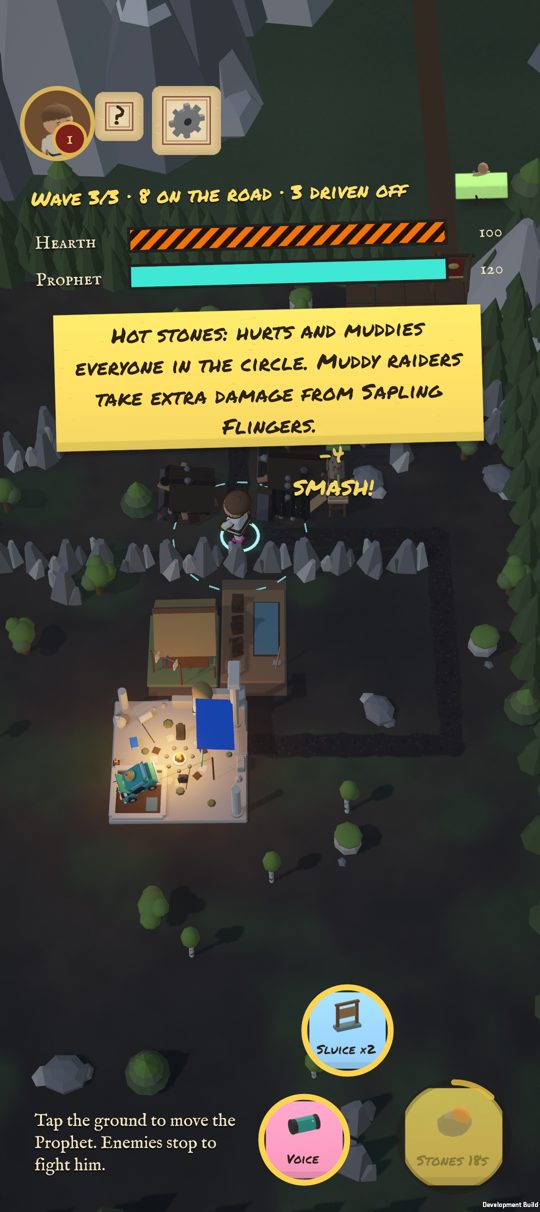 1
?
Wave 3/3 · 8 on the road · 3 driven off
Hearth 100
Prophet 120
Hot stones: hurts and muddies
everyone in the circle. Muddy raiders
take extra damage from Sapling
Flingers.
-4
SMASH!
Sluice x2
Tap the ground to move the
Prophet. Enemies stop to
fight him.
Voice
Stones 18s
Development Build